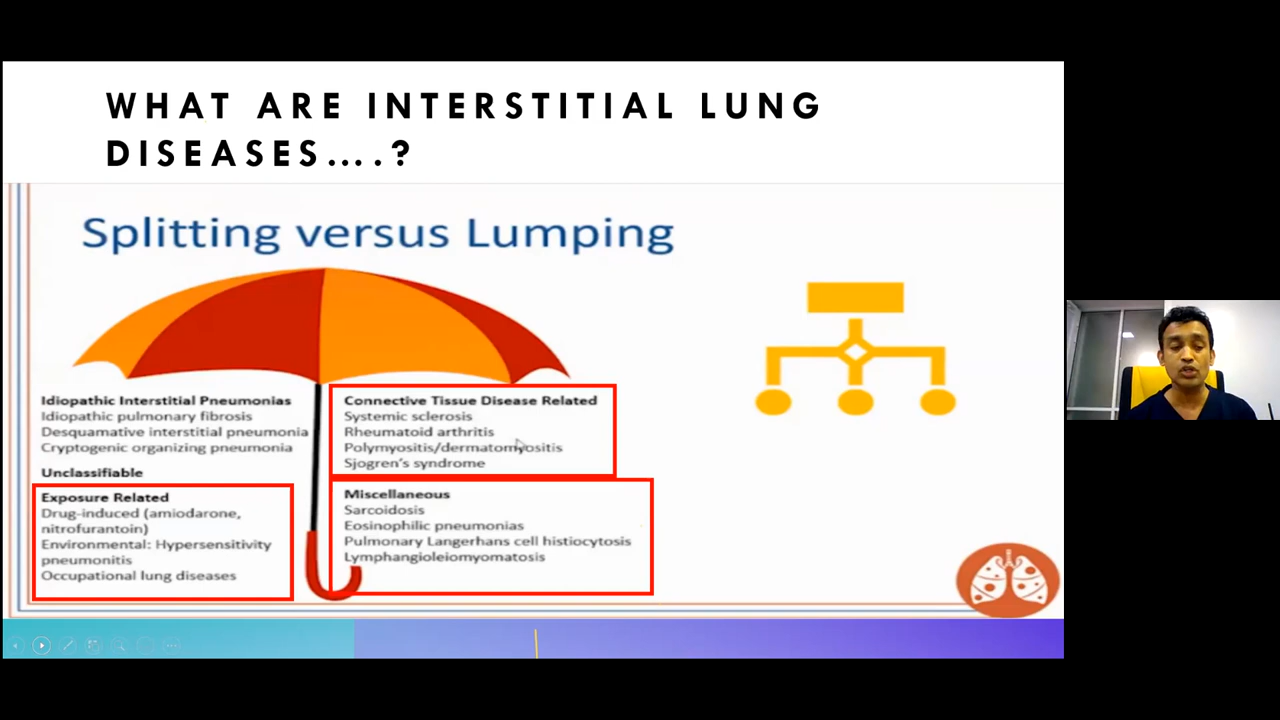 WHAT ARE INTERSTITIAL LUNG
DISEASES....?
Splitting versus Lumping
Idiopathic Interstitial Pneumonias
Idiopathic pulmonary fibrosis
Desquamative interstitial pneumonia
Cryptogenic organizing pneumonia
Unclassifiable
Exposure Related
Drug-induced (amiodarone,
nitrofurantoin)
Environmental: Hypersensitivity
pneumonitis
Occupational lung diseases
Connective Tissue Disease Related
Systemic sclerosis
Rheumatoid arthritis
Polymyositis/dermatomyositis
Sjogren's syndrome
Miscellaneous
Sarcoidosis
Eosinophilic pneumonias
Pulmonary Langerhans cell histiocytosis
Lymphangioleiomyomatosis